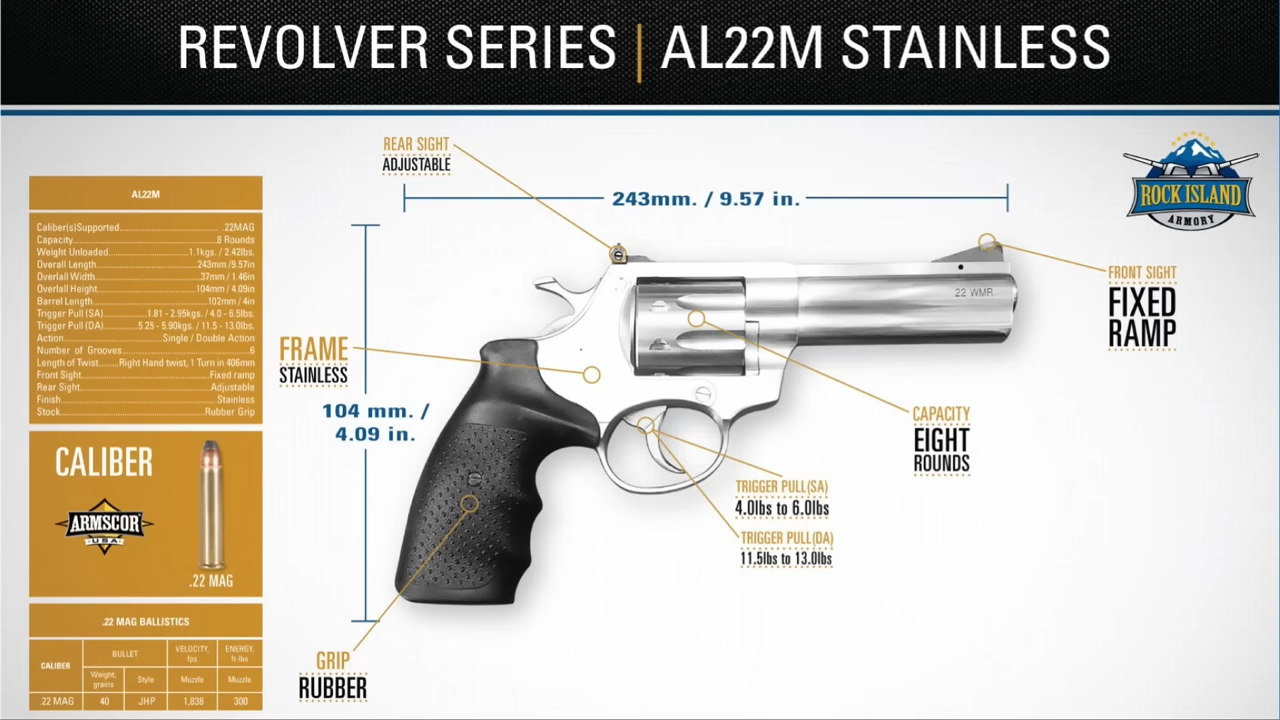 REVOLVER SERIES | AL22M STAINLESS
REAR SIGHT
ADJUSTABLE
243mm. / 9.57 in.
ROCK ISLAND
ARMORY
AL22M
Caliber(s)Supported........................................ .22MAG
Capacity........................................8 Rounds
Weight Unloaded........................................1.1kgs. / 2.42lbs.
Overall Length........................................243mm /9.57in
Overlall Width........................................37mm / 1.46in
Overlall Height........................................104mm / 4.09in
Barrel Length........................................102mm / 4in
Trigger Pull (SA)...............1.81 - 2.95kgs. / 4.0 - 6.5lbs.
Trigger Pull (DA)............5.25 - 5.90kgs. / 11.5 - 13.0lbs.
Action........................................Single / Double Action
Number of Grooves........................................6
Length of Twist.......Right Hand twist, 1 Turn in 406mm
Front Sight........................................Fixed ramp
Rear Sight........................................Adjustable
Finish........................................Stainless
Stock........................................Rubber Grip
FRONT SIGHT
FIXED
RAMP
22 WMR
FRAME
STAINLESS
104 mm. /
4.09 in.
CAPACITY
EIGHT
ROUNDS
CALIBER
ARMSCOR
USA
.22 MAG
TRIGGER PULL(SA)
4.0lbs to 6.0lbs
TRIGGER PULL(DA)
11.5lbs to 13.0lbs
GRIP
RUBBER
.22 MAG BALLISTICS
CALIBER
BULLET
VELOCITY, fps
ENERGY, ft-lbs
Weight, grains
Style
Muzzle
Muzzle
.22 MAG 40 JHP 1,838 300